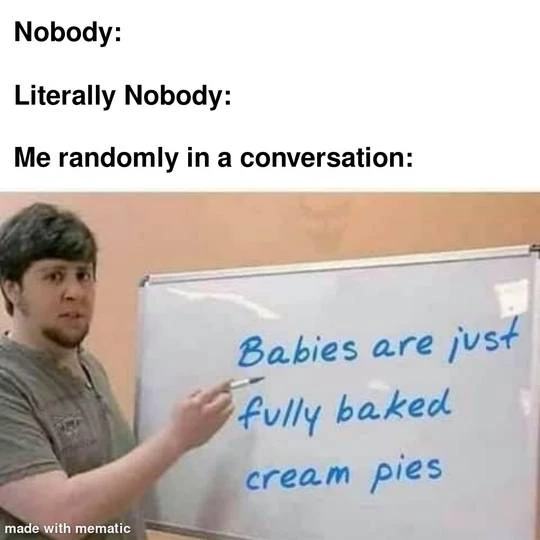 Nobody:
Literally Nobody:
Me randomly in a conversation:
Babies are just
fully baked
cream pies
made with mematic